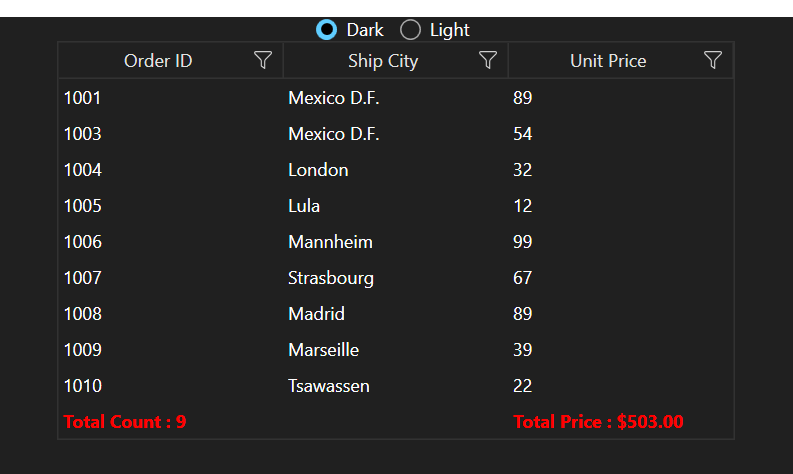 Dark Light
Order ID Ship City Unit Price
1001 Mexico D.F. 89
1003 Mexico D.F. 54
1004 London 32
1005 Lula 12
1006 Mannheim 99
1007 Strasbourg 67
1008 Madrid 89
1009 Marseille 39
1010 Tsawassen 22
Total Count : 9 Total Price : $503.00